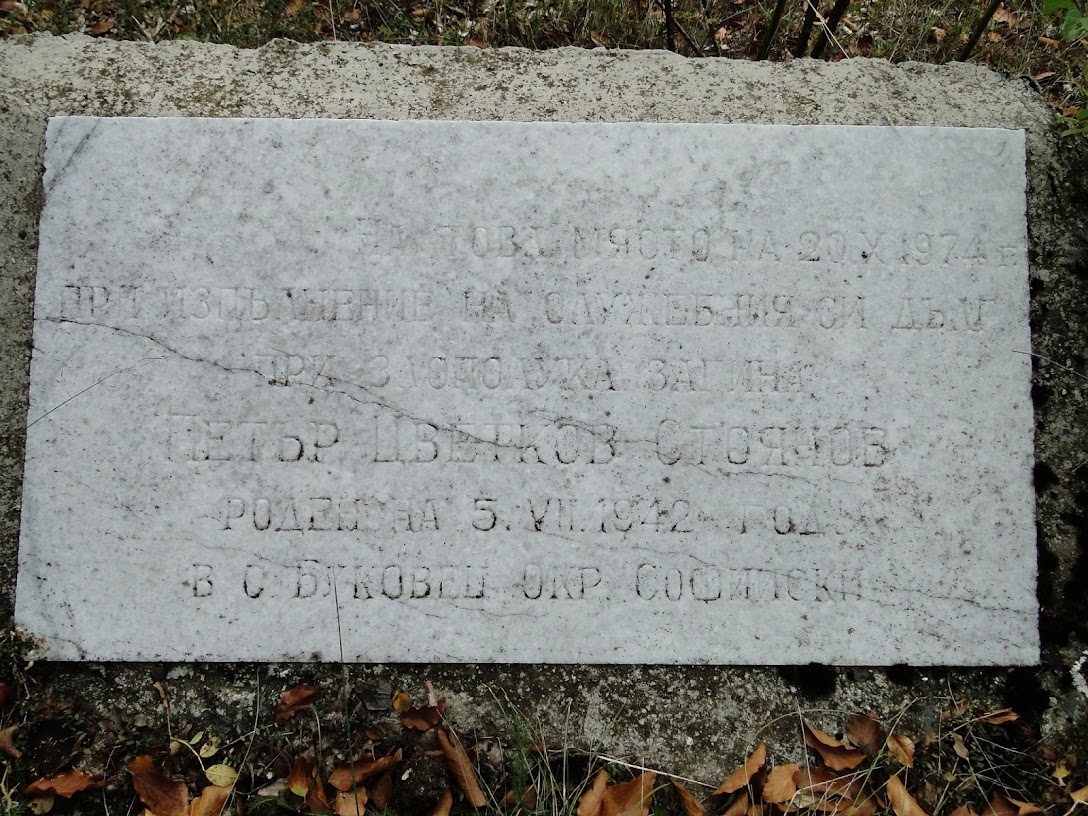 НА ТОВА МЯСТО НА 20 X 1974 г
ПРИ ИЗПЪЛНЕНИЕ НА СЛУЖЕБНИЯ СИ ДЪЛГ
ПРИ ЗЛОПОЛУКА ЗАГИНА
ПЕТЪР ЦВЕТКОВ СТОЯНОВ
РОДЕН НА 5. VII. 1942 ГОД.
В С. БУКОВЕЦ ОКР. СОФИЙСКИ